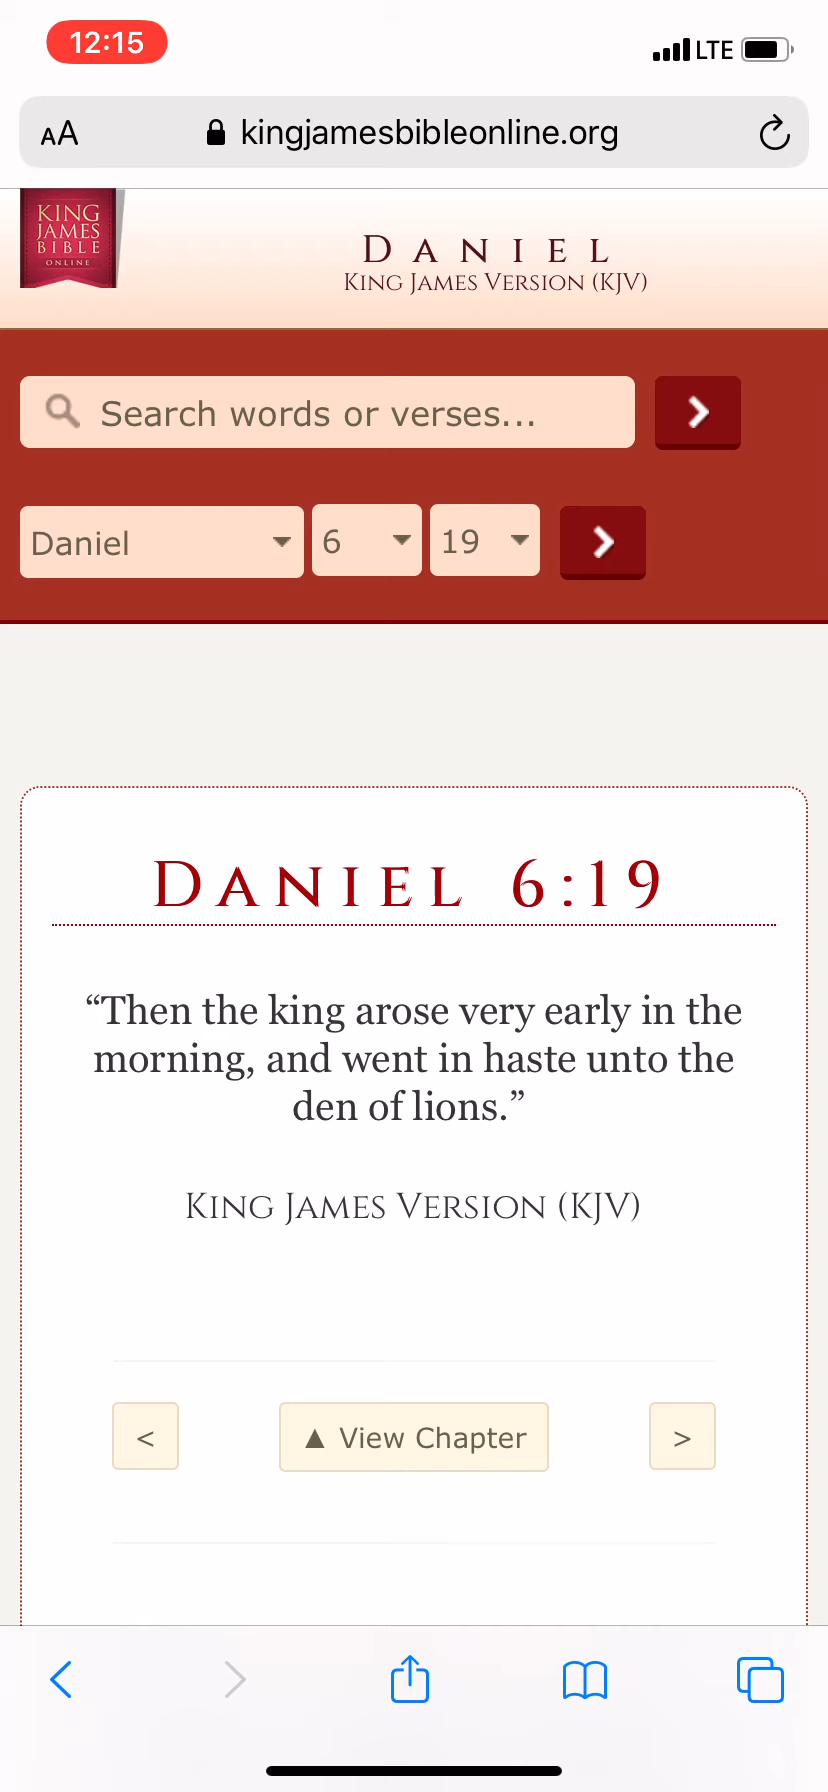 12:15
LTE
AA
kingjamesbibleonline.org
KING
JAMES
BIBLE
ONLINE
DANIEL
KING JAMES VERSION (KJV)
Search words or verses...
Daniel
6
19
DANIEL 6:19
“Then the king arose very early in the
morning, and went in haste unto the
den of lions.”
KING JAMES VERSION (KJV)
<
▲ View Chapter
>